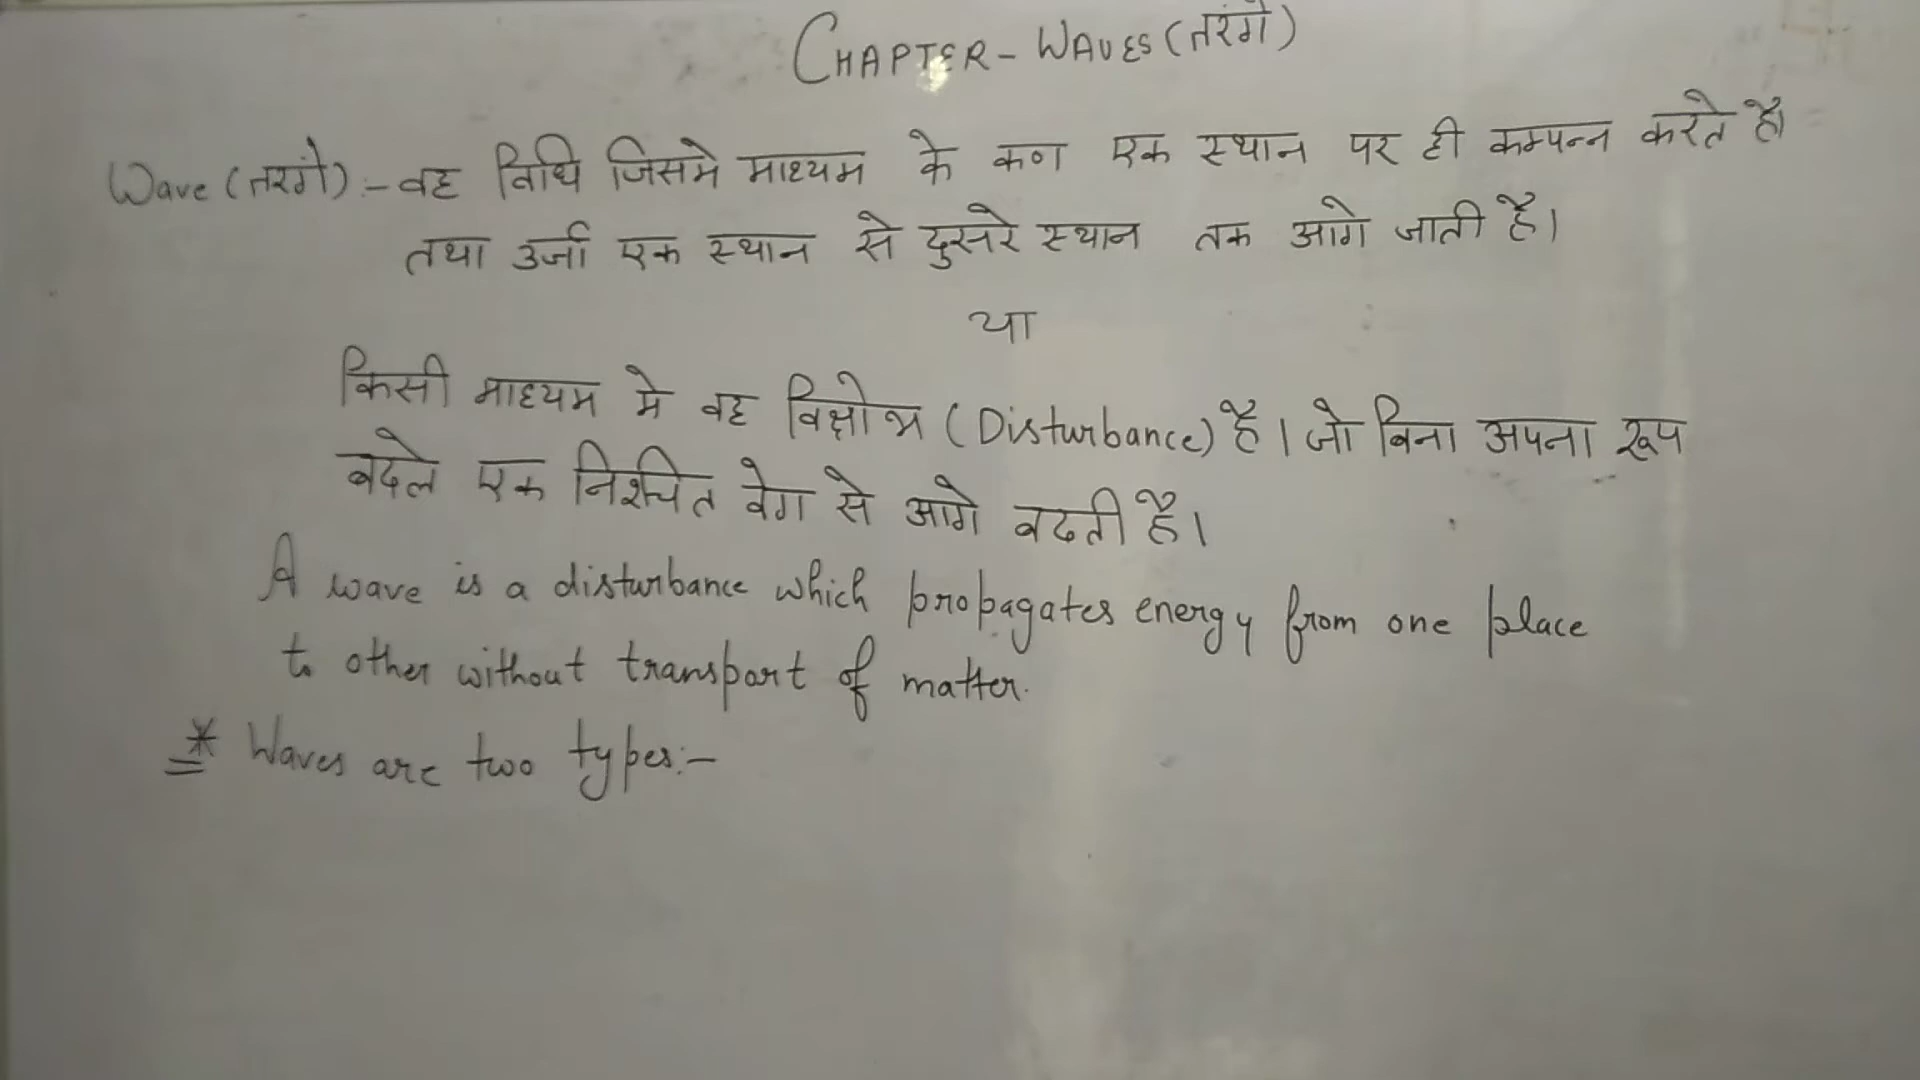 CHAPTER - WAVES (तरंगे)
Wave (तरंगे) :- वह विधि जिसमे माध्यम के कण एक स्थान पर ही कम्पन्न करते है।
तथा उर्जा एक स्थान से दुसरे स्थान तक आगे जाती है।
या
किसी माध्यम मे वह विक्षोभ (Disturbance) है। जो बिना अपना रूप
बदले एक निश्चित वेग से आगे बढती है।
A wave is a disturbance which propagates energy from one place
to other without transport of matter.
* Waves are two types:-